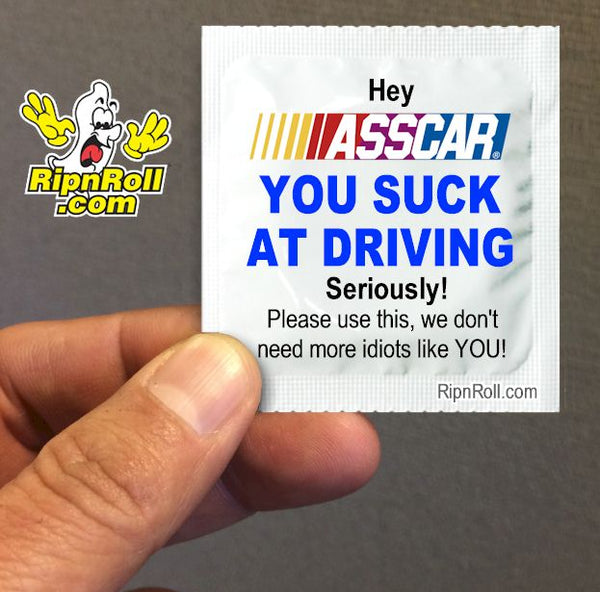 RipnRoll
.com
Hey
ASSCAR®
YOU SUCK
AT DRIVING
Seriously!
Please use this, we don't
need more idiots like YOU!
RipnRoll.com